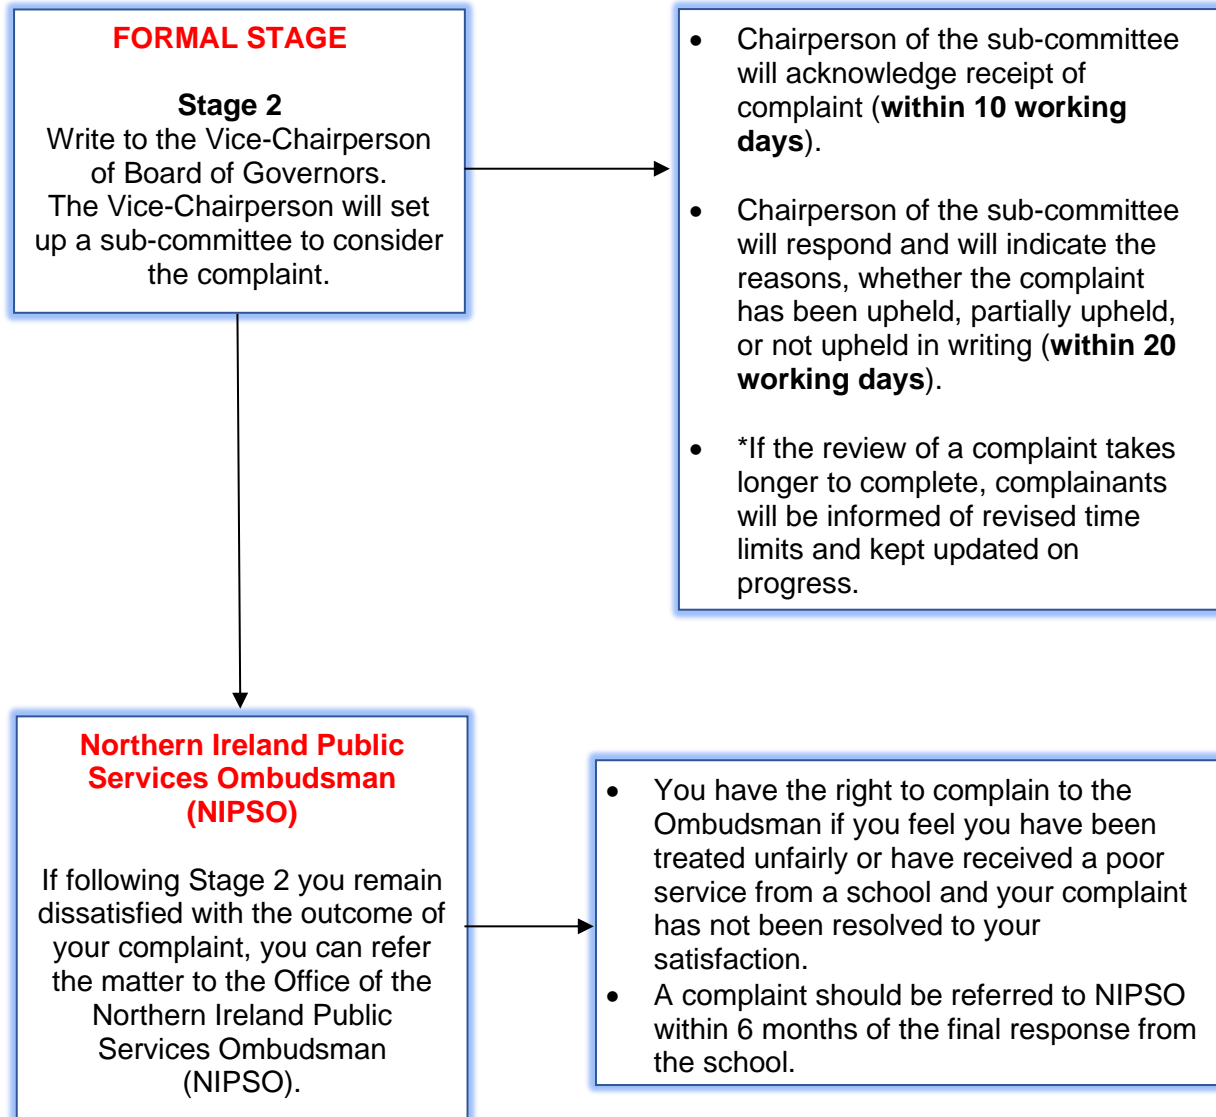 FORMAL STAGE
Stage 2
Write to the Vice-Chairperson
of Board of Governors.
The Vice-Chairperson will set
up a sub-committee to consider
the complaint.
• Chairperson of the sub-committee
will acknowledge receipt of
complaint (within 10 working
days).
• Chairperson of the sub-committee
will respond and will indicate the
reasons, whether the complaint
has been upheld, partially upheld,
or not upheld in writing (within 20
working days).
• *If the review of a complaint takes
longer to complete, complainants
will be informed of revised time
limits and kept updated on
progress.
Northern Ireland Public
Services Ombudsman
(NIPSO)
If following Stage 2 you remain
dissatisfied with the outcome of
your complaint, you can refer
the matter to the Office of the
Northern Ireland Public
Services Ombudsman
(NIPSO).
• You have the right to complain to the
Ombudsman if you feel you have been
treated unfairly or have received a poor
service from a school and your complaint
has not been resolved to your
satisfaction.
• A complaint should be referred to NIPSO
within 6 months of the final response from
the school.